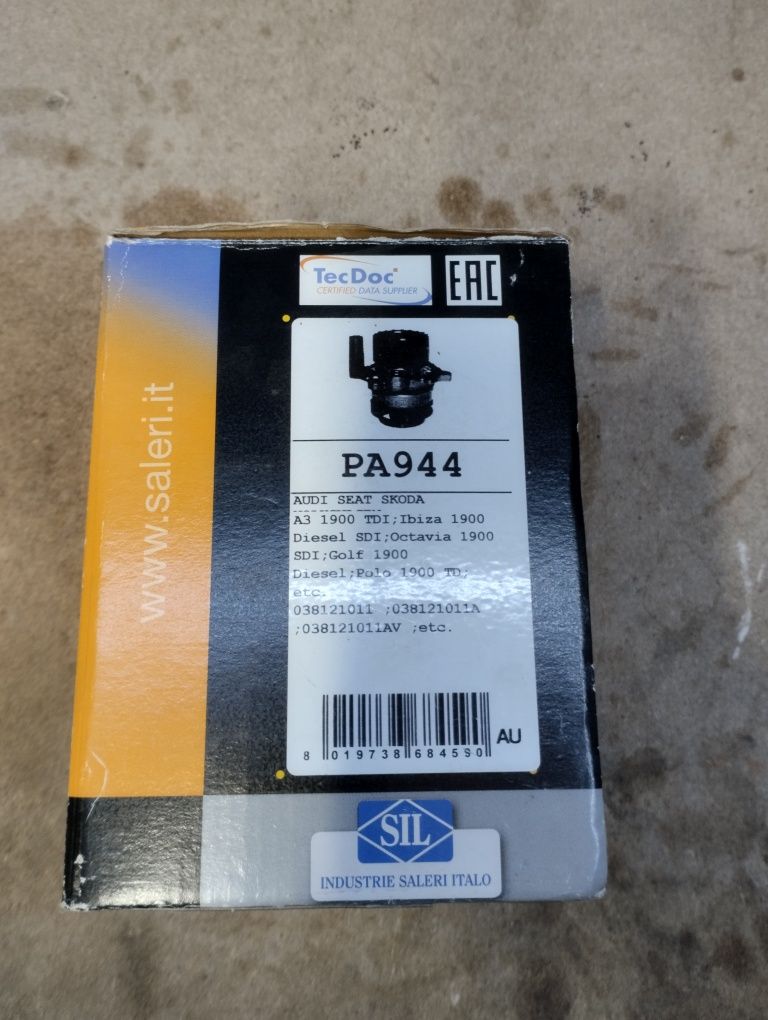 TecDoc
CERTIFIED DATA SUPPLIER
EAC
www.saleri.it
PA944
AUDI SEAT SKODA
A3 1900 TDI;Ibiza 1900
Diesel SDI;Octavia 1900
SDI;Golf 1900
Diesel;Polo 1900 TD;
etc.
038121011 ;038121011A
;038121011AV ;etc.
8 019738 684590
AU
SIL
INDUSTRIE SALERI ITALO